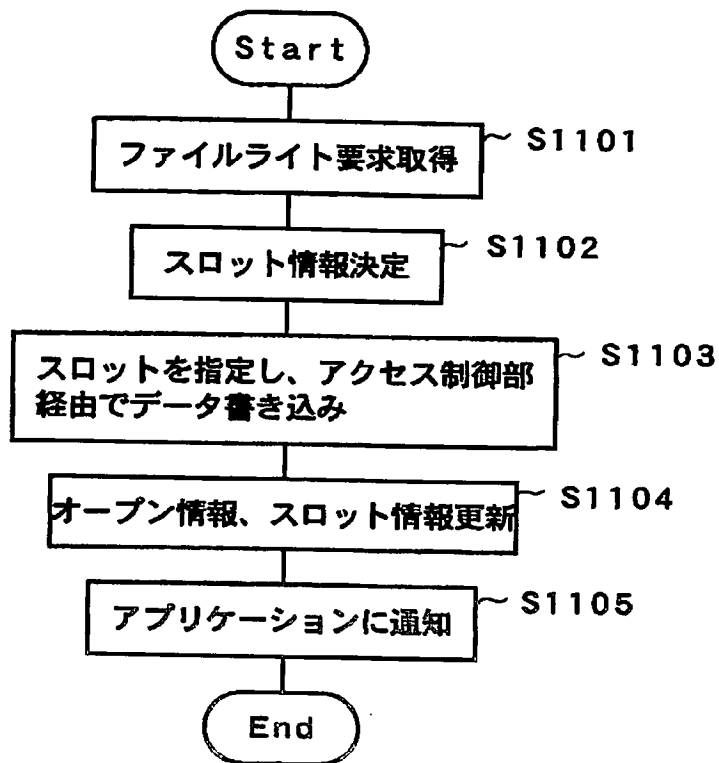 Start
ファイルライト要求取得
S1101
スロット情報決定
S1102
スロットを指定し、アクセス制御部
経由でデータ書き込み
S1103
オープン情報、スロット情報更新
S1104
アプリケーションに通知
S1105
End